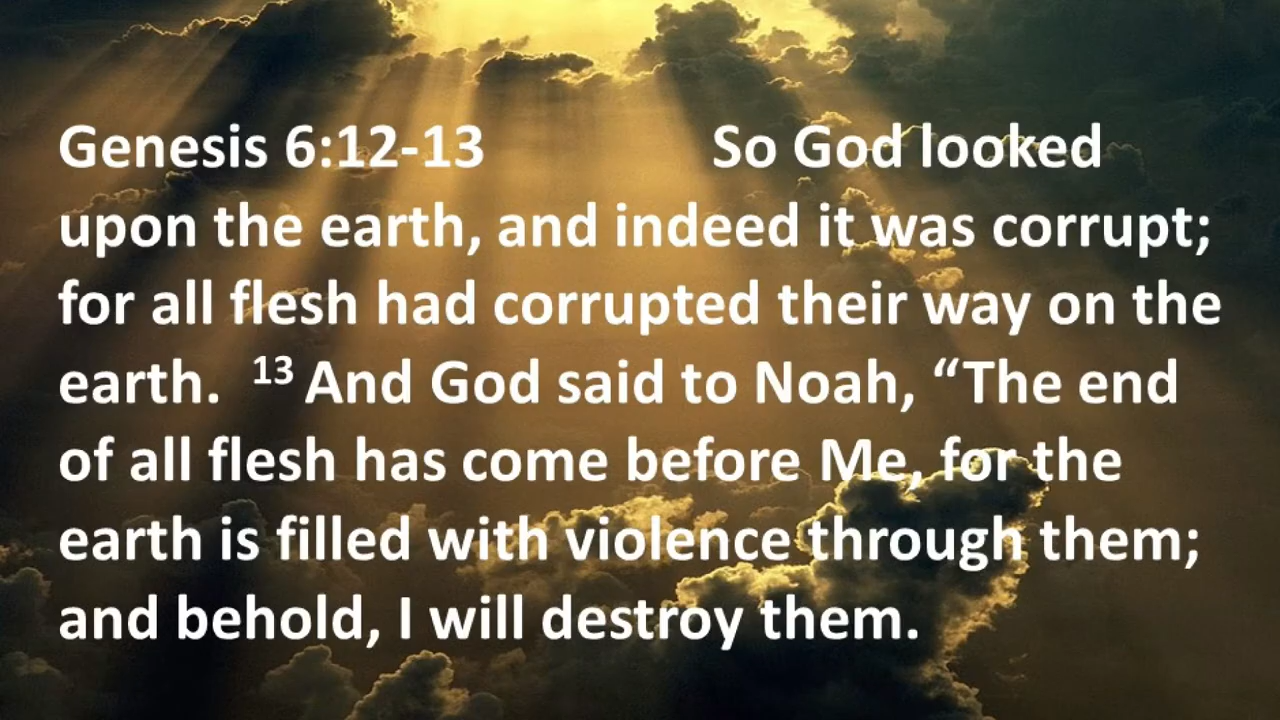 Genesis 6:12-13 So God looked
upon the earth, and indeed it was corrupt;
for all flesh had corrupted their way on the
earth. 13 And God said to Noah, “The end
of all flesh has come before Me, for the
earth is filled with violence through them;
and behold, I will destroy them.